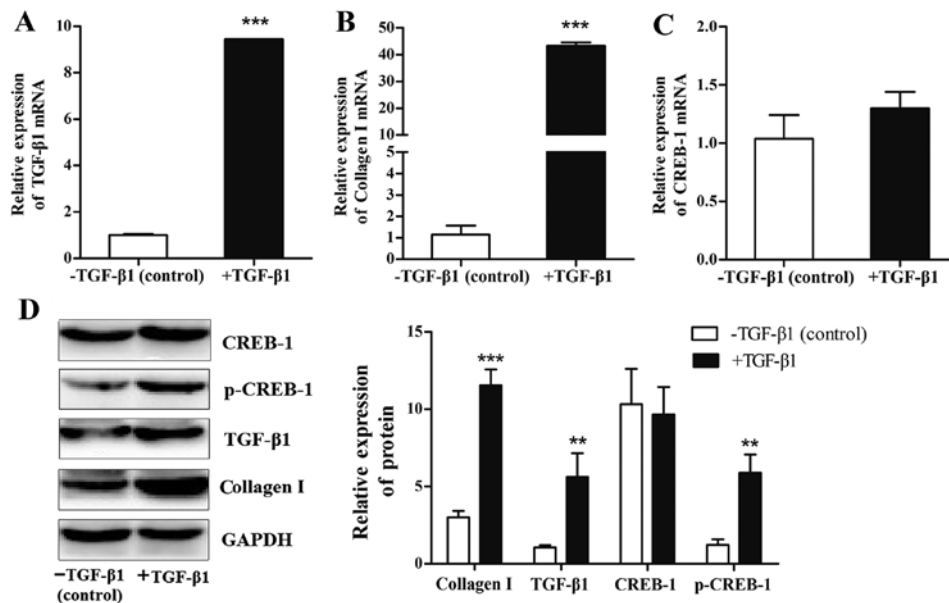 A
Relative expression
of TGF-β1 mRNA
10
8
6
4
2
0
***
-TGF-β1 (control)
+TGF-β1
B
Relative expression
of Collagen I mRNA
50
40
30
20
10
5
4
3
2
1
0
***
-TGF-β1 (control)
+TGF-β1
C
Relative expression
of CREB-1 mRNA
2.0
1.5
1.0
0.5
0.0
-TGF-β1 (control)
+TGF-β1
D
CREB-1
p-CREB-1
TGF-β1
Collagen I
GAPDH
−TGF-β1
(control)
+TGF-β1
Relative expression
of protein
15
10
5
0
-TGF-β1 (control)
+TGF-β1
***
**
**
Collagen I
TGF-β1
CREB-1
p-CREB-1